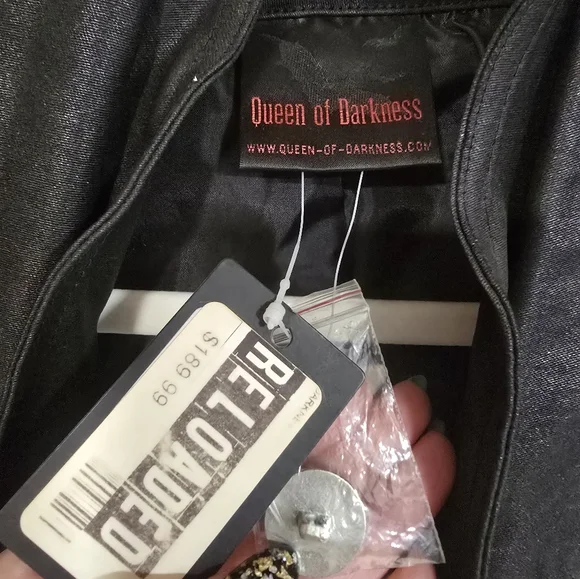 Queen of Darkness
WWW.QUEEN-OF-DARKNESS.COM
$189.99
RELOADED